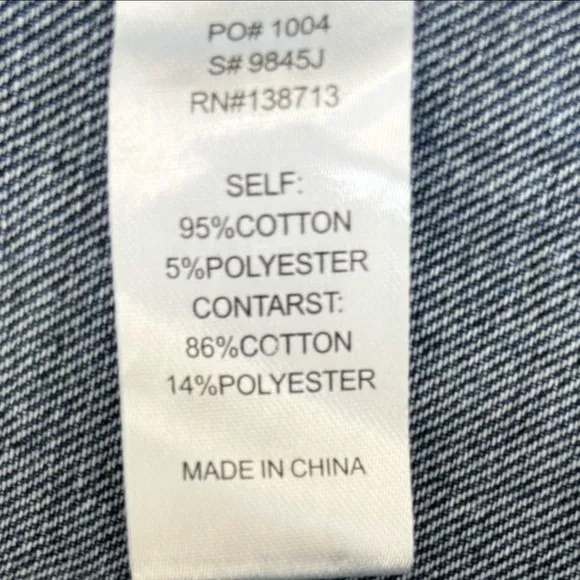 PO# 1004
S# 9845J
RN#138713
SELF:
95%COTTON
5%POLYESTER
CONTARST:
86%COTTON
14%POLYESTER
MADE IN CHINA